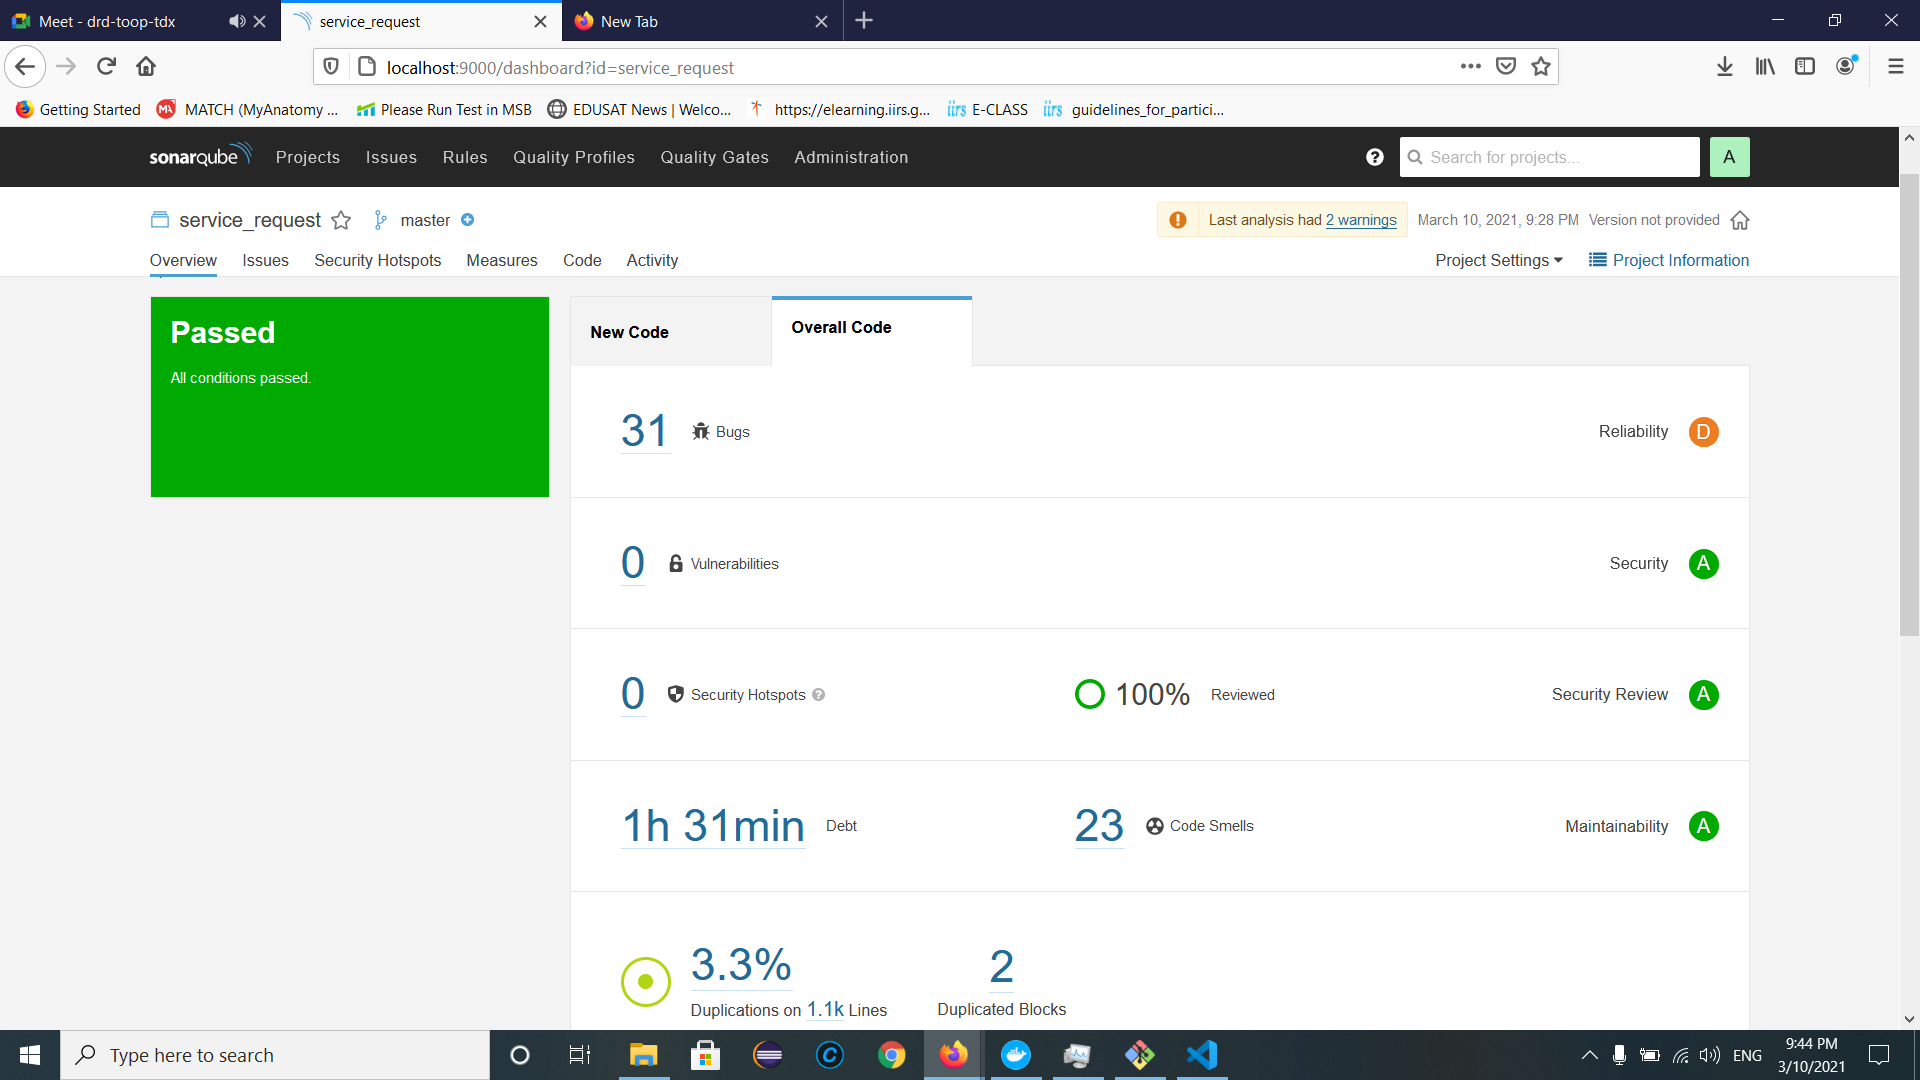 Meet - drd-toop-tdx
service_request
New Tab
localhost:9000/dashboard?id=service_request
Getting Started
MATCH (MyAnatomy ...
Please Run Test in MSB
EDUSAT News | Welco...
https://elearning.iirs.g...
iirs E-CLASS
iirs guidelines_for_partici...
sonarqube
Projects
Issues
Rules
Quality Profiles
Quality Gates
Administration
Search for projects...
A
service_request
master
Last analysis had 2 warnings
March 10, 2021, 9:28 PM
Version not provided
Overview
Issues
Security Hotspots
Measures
Code
Activity
Project Settings
Project Information
Passed
All conditions passed.
New Code
Overall Code
31 Bugs
Reliability D
0 Vulnerabilities
Security A
0 Security Hotspots
100% Reviewed
Security Review A
1h 31min Debt
23 Code Smells
Maintainability A
3.3%
Duplications on 1.1k Lines
2
Duplicated Blocks
Type here to search
ENG
9:44 PM
3/10/2021